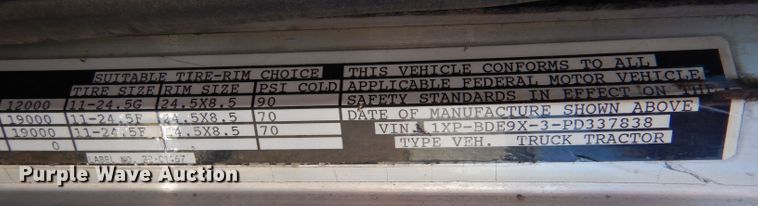 SUITABLE TIRE-RIM CHOICE
TIRE SIZE RIM SIZE PSI COLD
12000 11-24.5G 24.5X8.5 90
19000 11-24.5F 24.5X8.5 70
19000 11-24.5F 24.5X8.5 70
0
LABEL NO.
THIS VEHICLE CONFORMS TO ALL
APPLICABLE FEDERAL MOTOR VEHICLE
SAFETY STANDARDS IN EFFECT ON THE
DATE OF MANUFACTURE SHOWN ABOVE
VIN. 1XP-BDE9X-3-PD337838
TYPE VEH. TRUCK TRACTOR
Purple Wave Auction